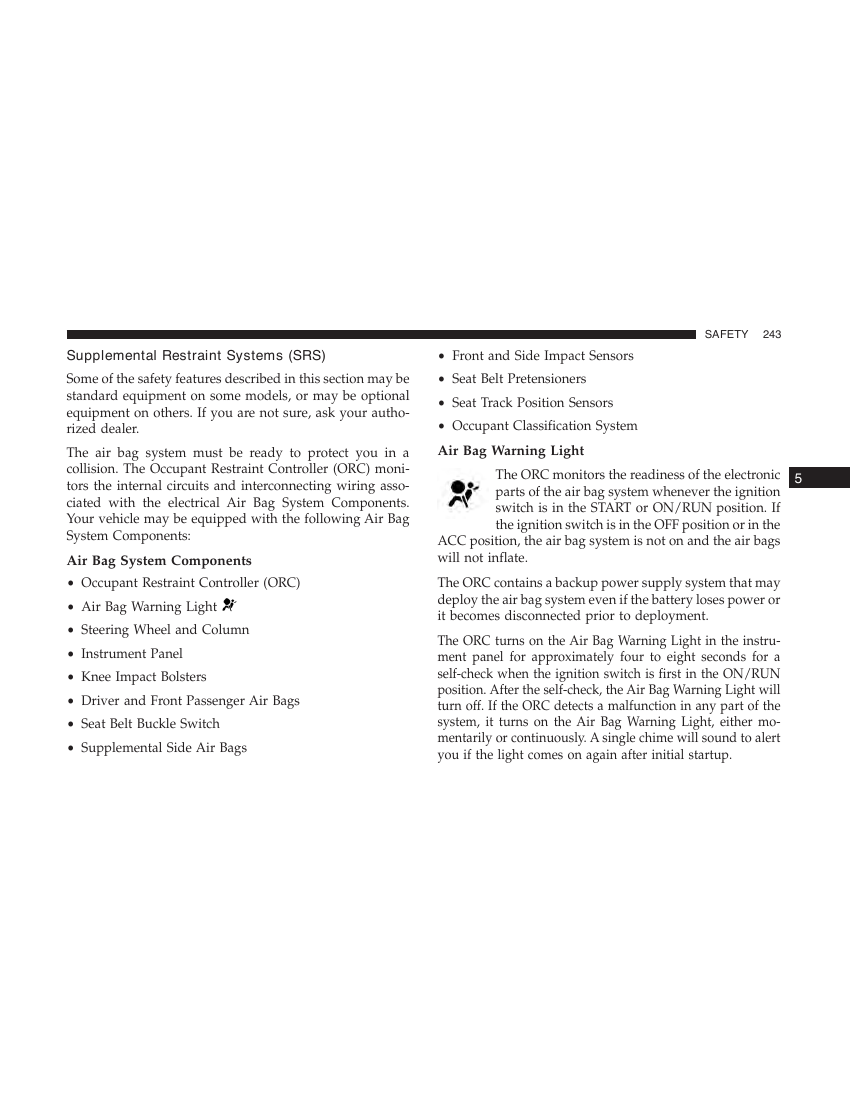 SAFETY 243
Supplemental Restraint Systems (SRS)
Some of the safety features described in this section may be
standard equipment on some models, or may be optional
equipment on others. If you are not sure, ask your autho-
rized dealer.
The air bag system must be ready to protect you in a
collision. The Occupant Restraint Controller (ORC) moni-
tors the internal circuits and interconnecting wiring asso-
ciated with the electrical Air Bag System Components.
Your vehicle may be equipped with the following Air Bag
System Components:
Air Bag System Components
• Occupant Restraint Controller (ORC)
• Air Bag Warning Light
• Steering Wheel and Column
• Instrument Panel
• Knee Impact Bolsters
• Driver and Front Passenger Air Bags
• Seat Belt Buckle Switch
• Supplemental Side Air Bags
• Front and Side Impact Sensors
• Seat Belt Pretensioners
• Seat Track Position Sensors
• Occupant Classification System
Air Bag Warning Light
The ORC monitors the readiness of the electronic
parts of the air bag system whenever the ignition
switch is in the START or ON/RUN position. If
the ignition switch is in the OFF position or in the
ACC position, the air bag system is not on and the air bags
will not inflate.
The ORC contains a backup power supply system that may
deploy the air bag system even if the battery loses power or
it becomes disconnected prior to deployment.
The ORC turns on the Air Bag Warning Light in the instru-
ment panel for approximately four to eight seconds for a
self-check when the ignition switch is first in the ON/RUN
position. After the self-check, the Air Bag Warning Light will
turn off. If the ORC detects a malfunction in any part of the
system, it turns on the Air Bag Warning Light, either mo-
mentarily or continuously. A single chime will sound to alert
you if the light comes on again after initial startup.
5